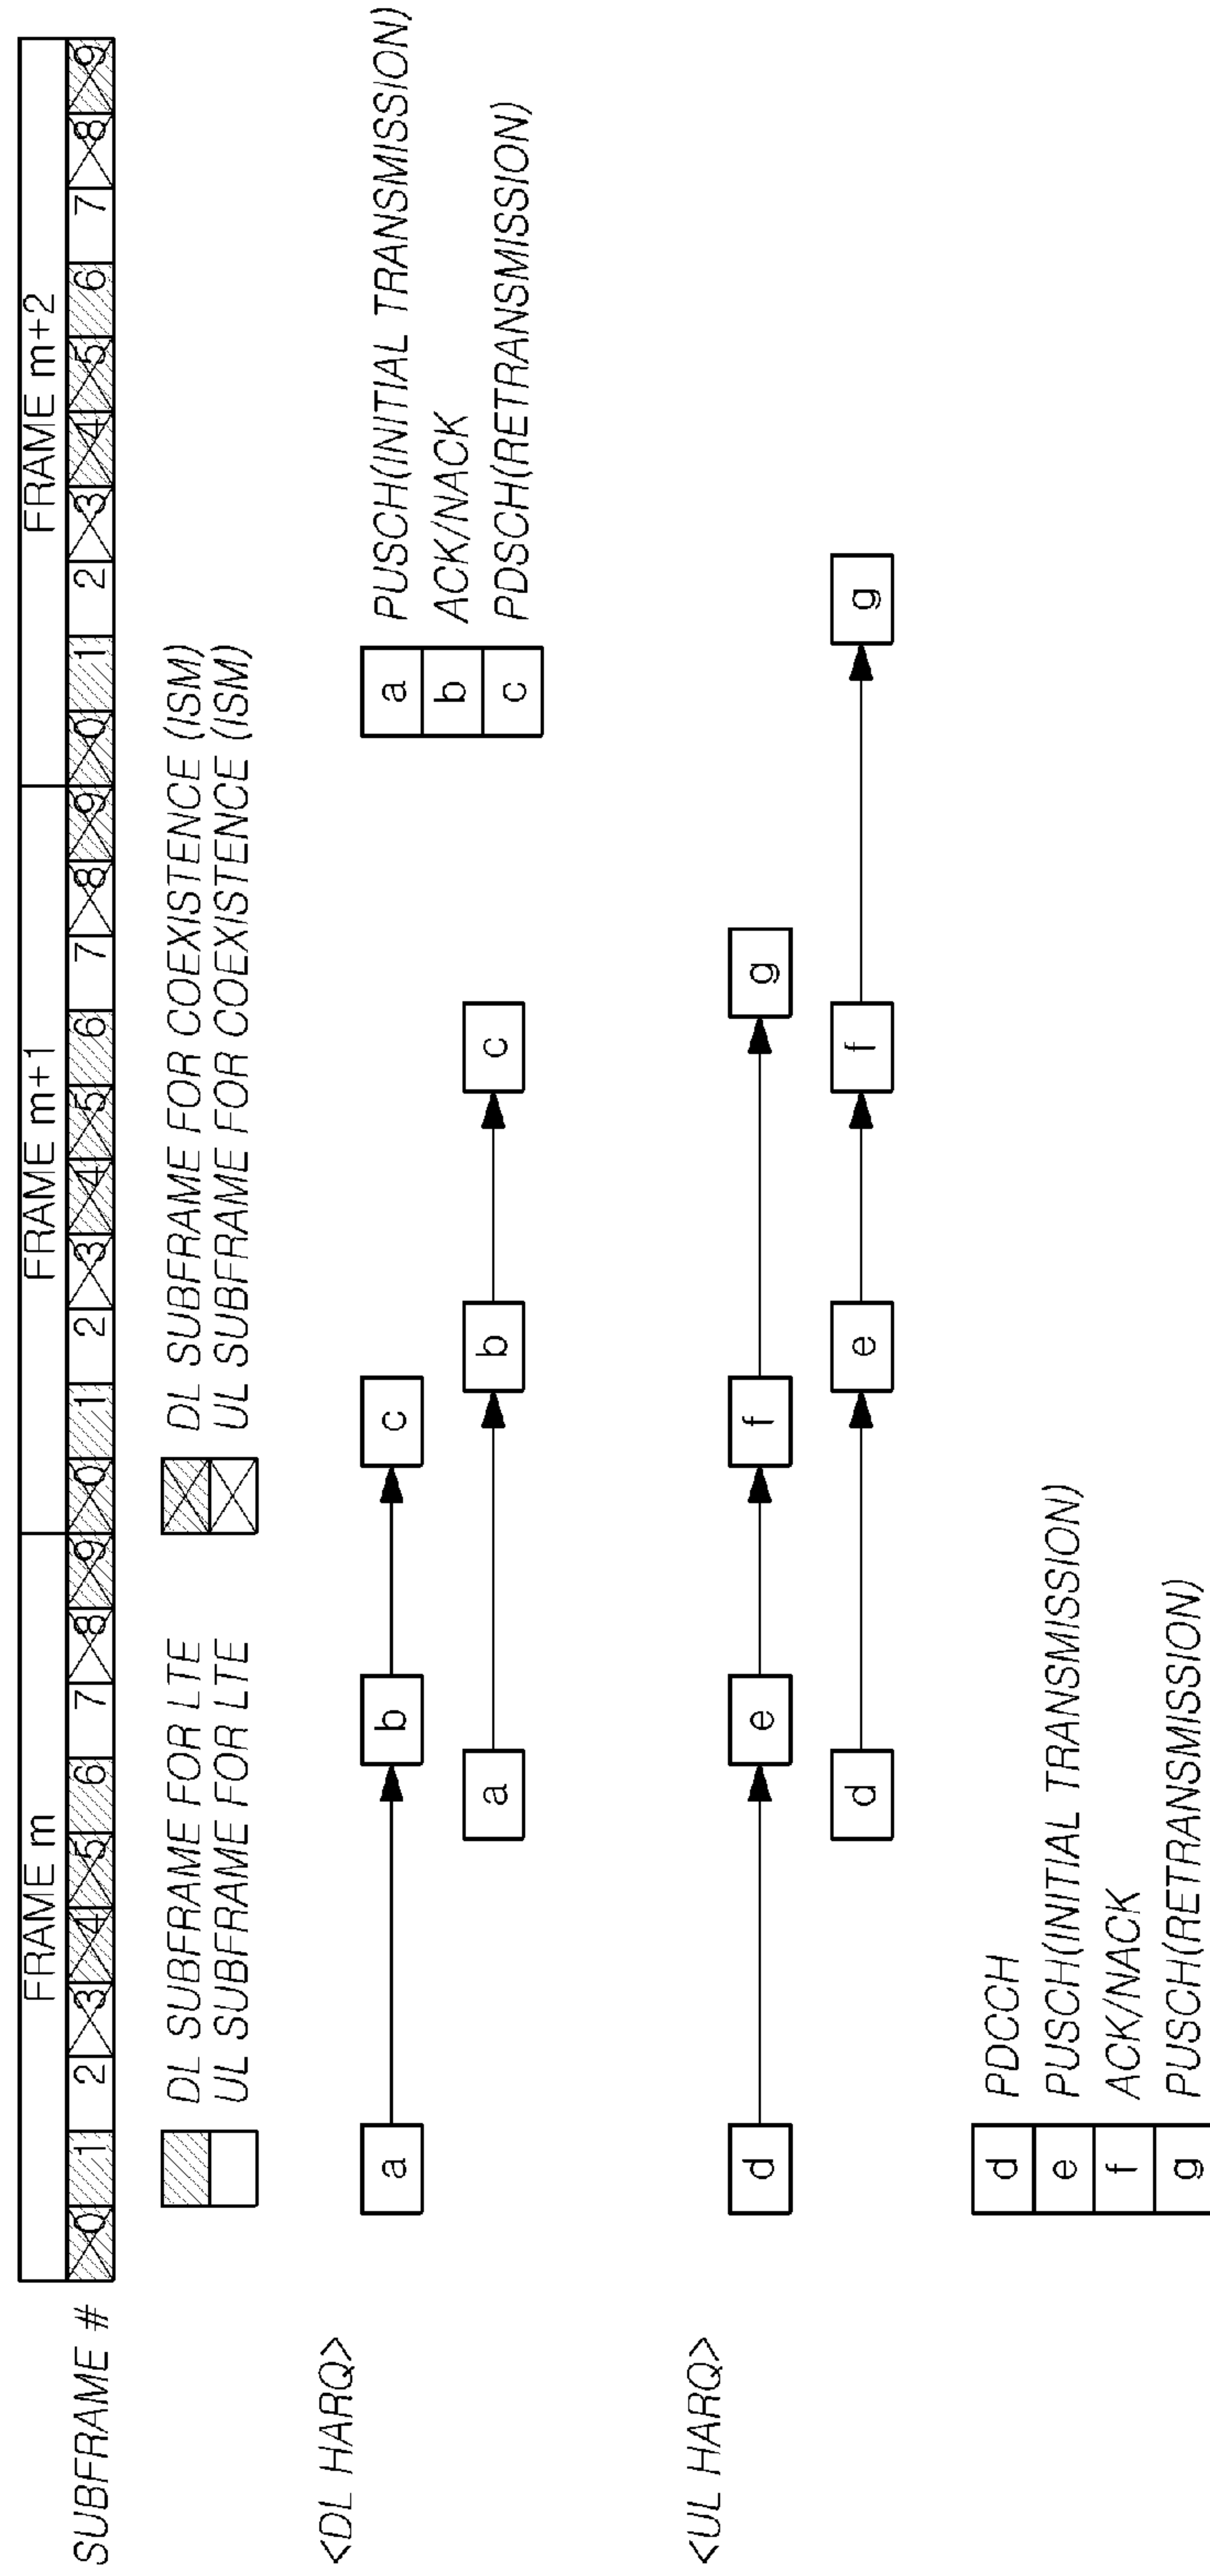 FRAME m FRAME m+1 FRAME m+2
SUBFRAME # 0 1 2 3 4 5 6 7 8 9 0 1 2 3 4 5 6 7 8 9 0 1 2 3 4 5 6 7 8 9
DL SUBFRAME FOR LTE DL SUBFRAME FOR COEXISTENCE (ISM)
UL SUBFRAME FOR LTE UL SUBFRAME FOR COEXISTENCE (ISM)
<DL HARQ>
a b c
a b c
a PUSCH(INITIAL TRANSMISSION)
b ACK/NACK
c PDSCH(RETRANSMISSION)
<UL HARQ>
d e f g
d e f g
d PDCCH
e PUSCH(INITIAL TRANSMISSION)
f ACK/NACK
g PUSCH(RETRANSMISSION)